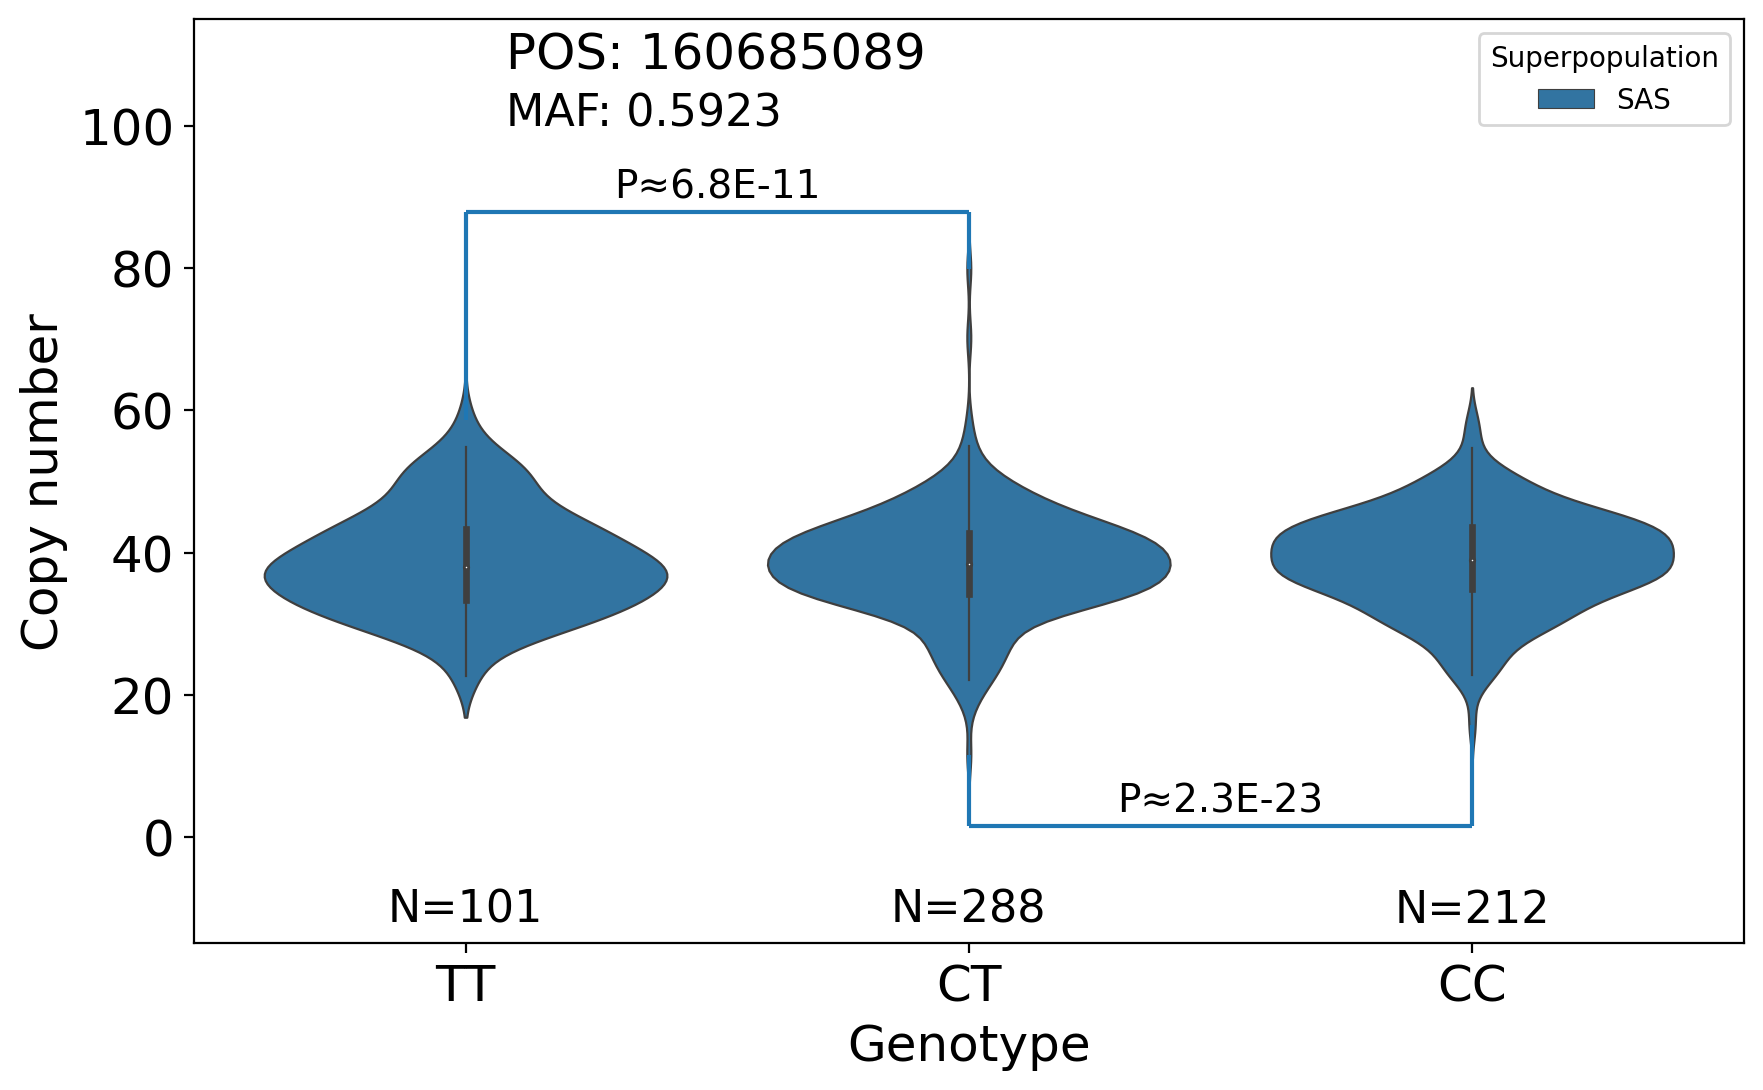 POS: 160685089
MAF: 0.5923
Superpopulation
SAS
P≈6.8E-11
P≈2.3E-23
Copy number
100
80
60
40
20
0
N=101
N=288
N=212
TT
CT
CC
Genotype